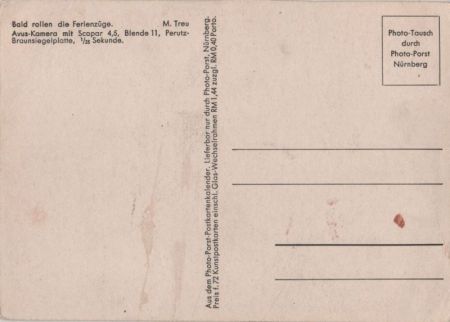 Bald rollen die Ferienzüge. M. Treu
Avus-Kamera mit Scopar 4,5, Blende 11, Perutz-
Braunsiegelplatte, 1/25 Sekunde.
Aus dem Photo-Porst-Postkartenkalender. Lieferbar nur durch Photo-Porst, Nürnberg.
Preis f. 72 Kunstpostkarten einschl. Glas-Wechselrahmen RM 1,44 zuzgl. RM 0,40 Porto.
Photo-Tausch
durch
Photo-Porst
Nürnberg